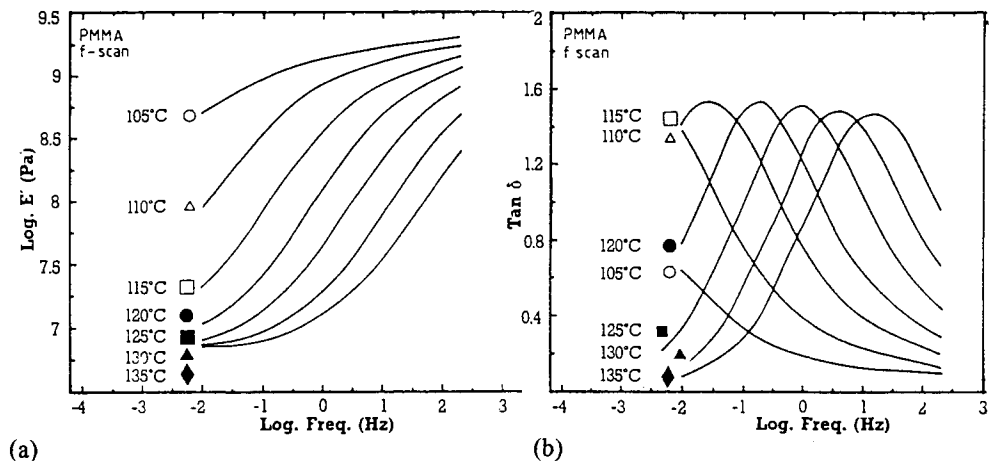 9.5
9
8.5
8
7.5
7
Log. E' (Pa)
PMMA
f-scan
105°C
110°C
115°C
120°C
125°C
130°C
135°C
-4 -3 -2 -1 0 1 2 3
Log. Freq. (Hz)
(a)
2
1.6
1.2
0.8
0.4
Tan δ
PMMA
f scan
115°C
110°C
120°C
105°C
125°C
130°C
135°C
-4 -3 -2 -1 0 1 2 3
Log. Freq. (Hz)
(b)